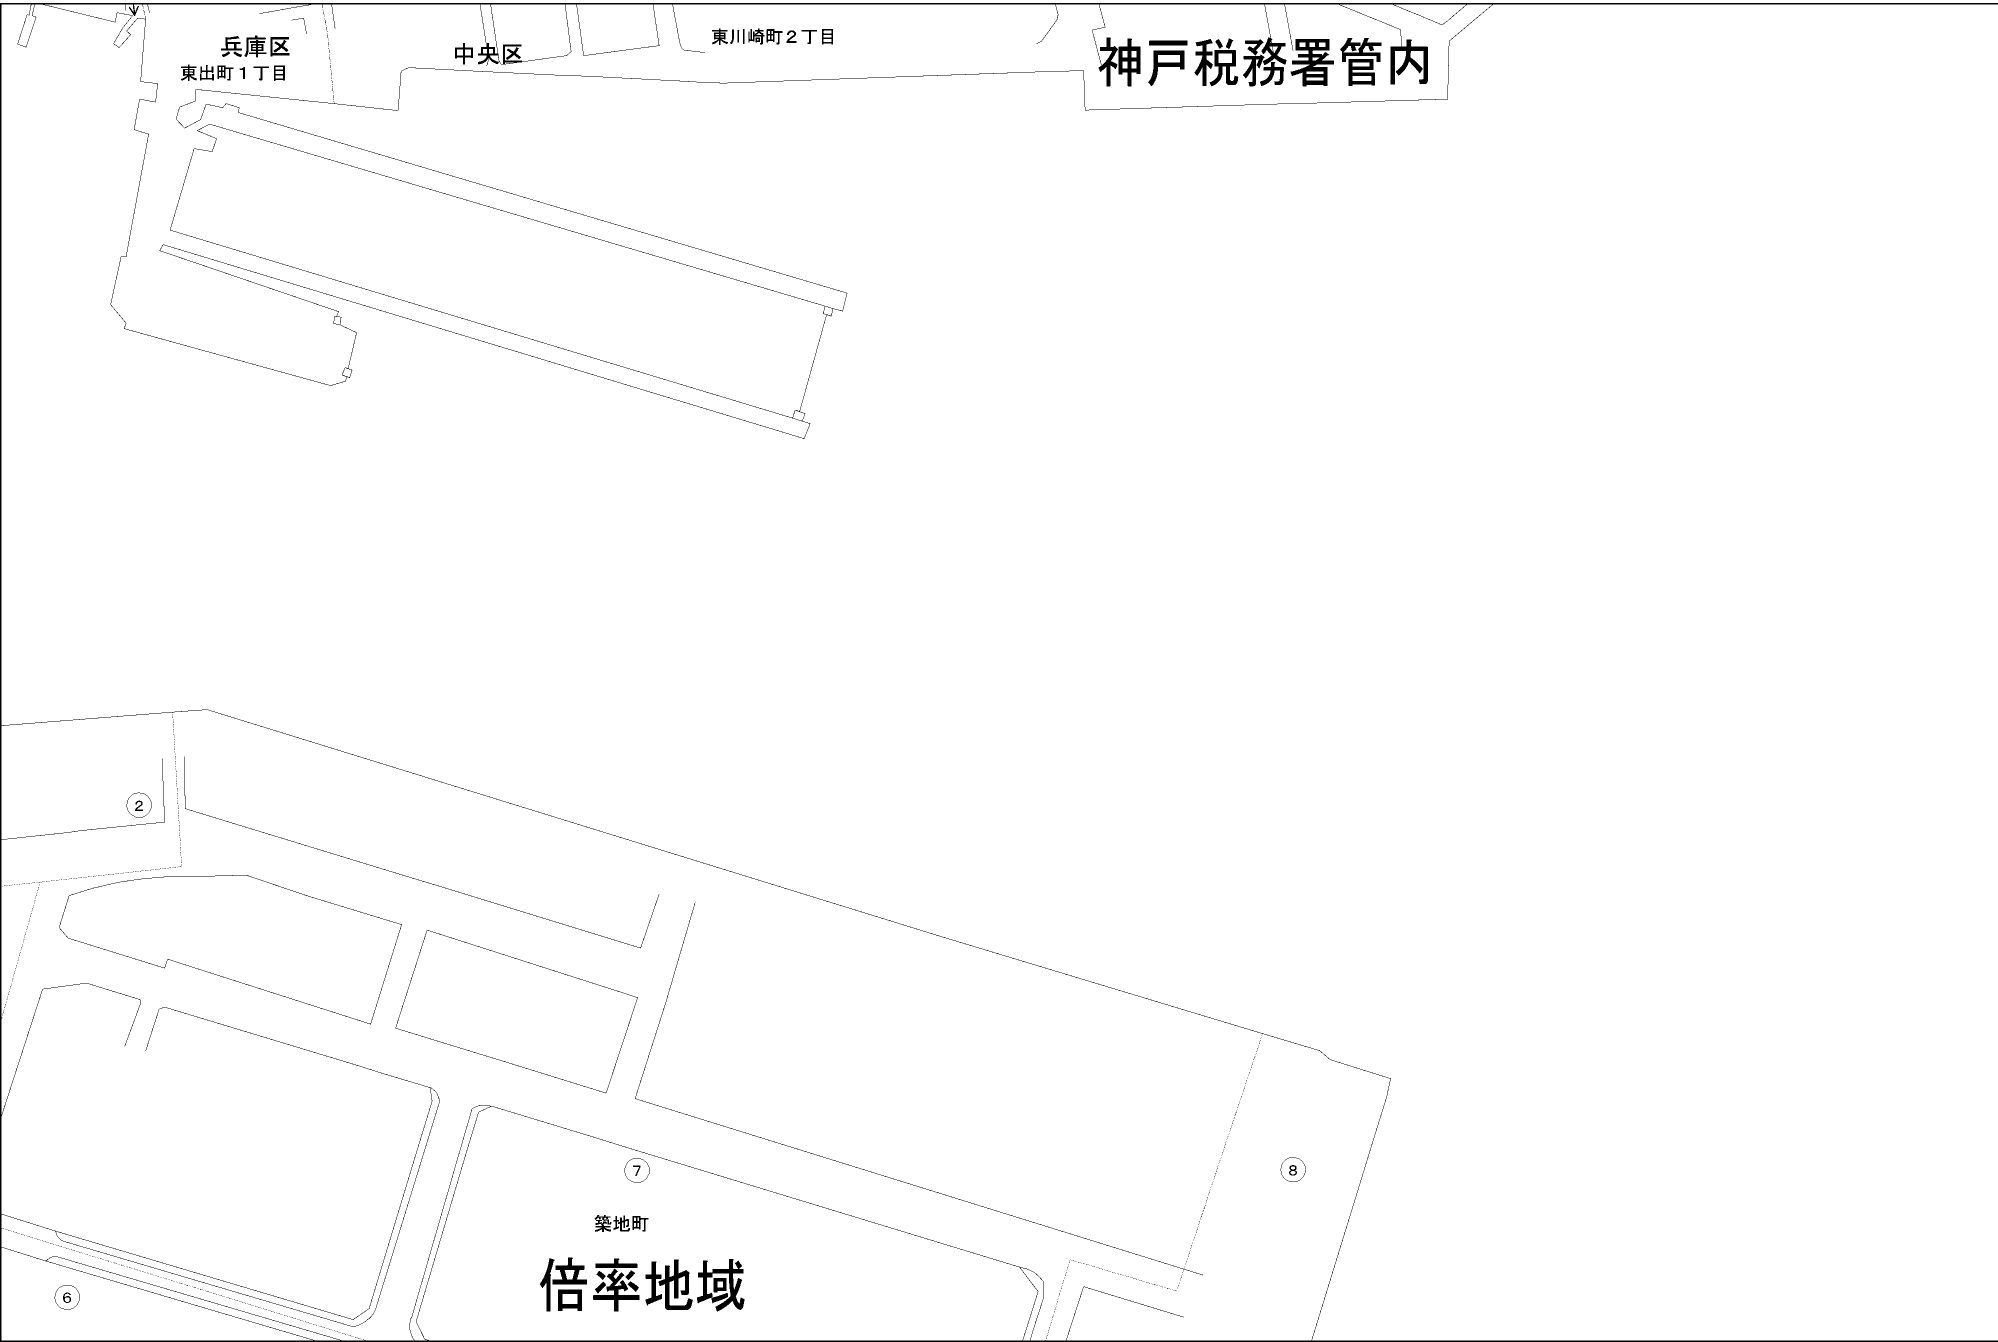 兵庫区
東出町1丁目
中央区
東川崎町2丁目
神戸税務署管内
2
7
8
築地町
倍率地域
6